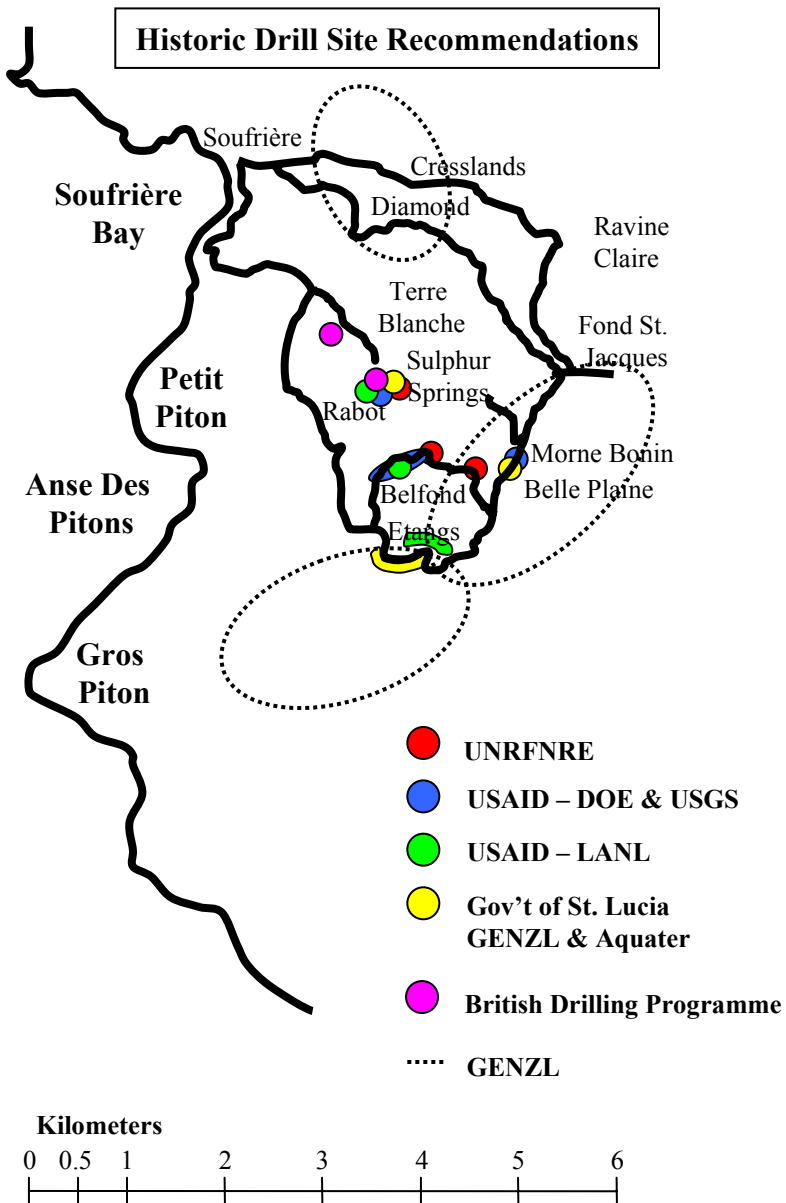 Historic Drill Site Recommendations
Soufrière
Cresslands
Soufrière
Bay
Diamond
Ravine
Claire
Terre
Blanche
Fond St.
Jacques
Petit
Piton
Sulphur
Springs
Rabot
Morne Bonin
Anse Des
Pitons
Belfond
Belle Plaine
Etangs
Gros
Piton
UNRFNRE
USAID – DOE & USGS
USAID – LANL
Gov't of St. Lucia
GENZL & Aquater
British Drilling Programme
GENZL
Kilometers
0 0.5 1 2 3 4 5 6